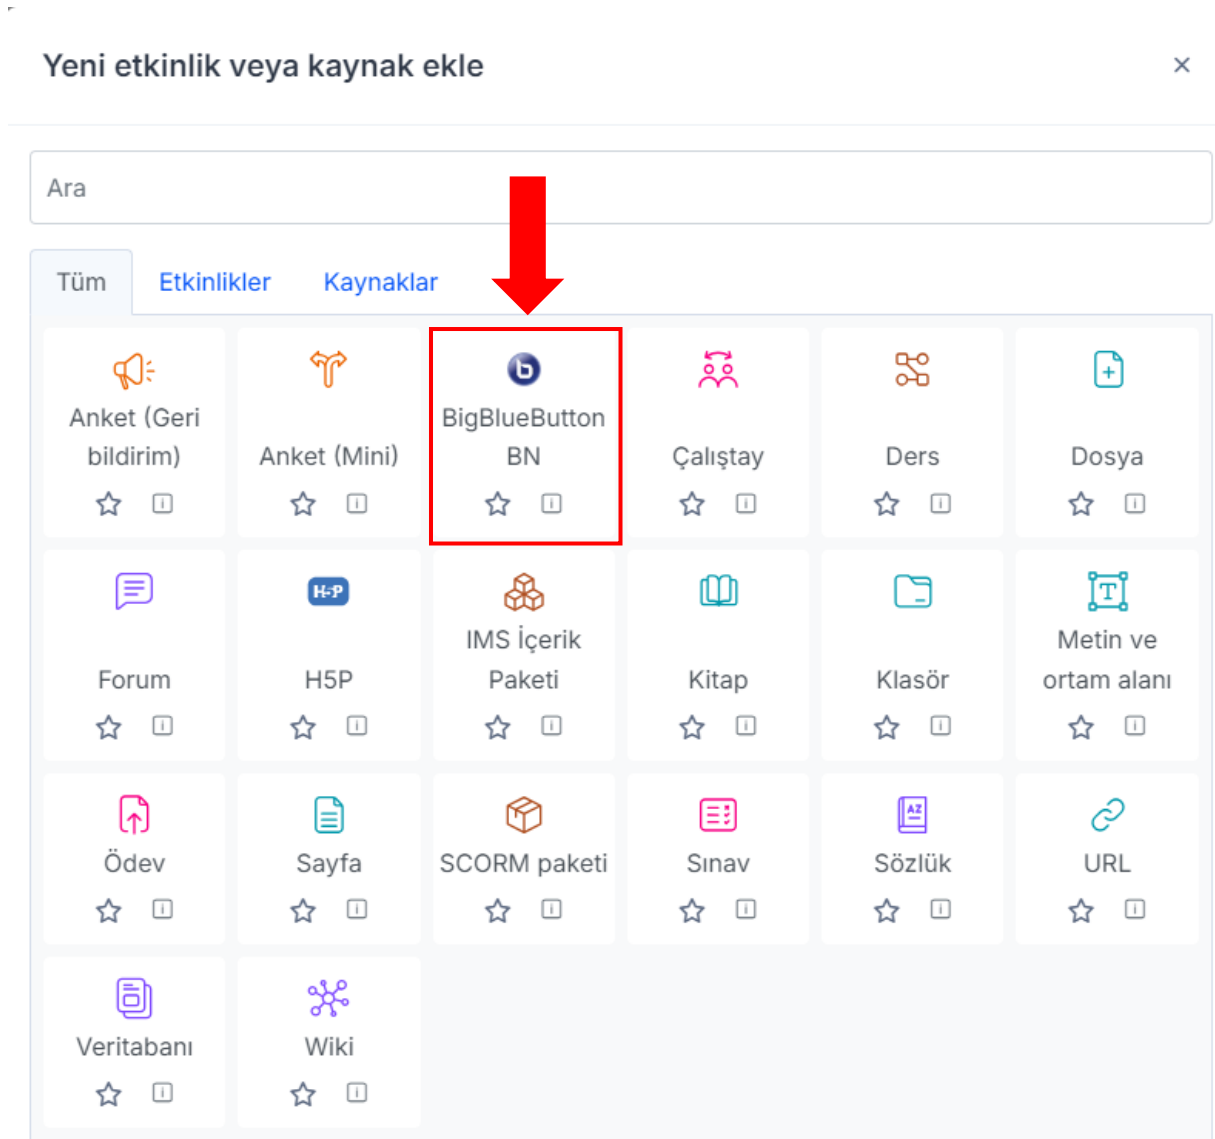 Yeni etkinlik veya kaynak ekle
Ara
Tüm
Etkinlikler
Kaynaklar
Anket (Geri
bildirim)
Anket (Mini)
BigBlueButton
BN
Çalıştay
Ders
Dosya
Forum
H5P
H5P
IMS İçerik
Paketi
Kitap
Klasör
T
Metin ve
ortam alanı
Ödev
Sayfa
SCORM paketi
Sınav
AZ
Sözlük
URL
Veritabanı
Wiki